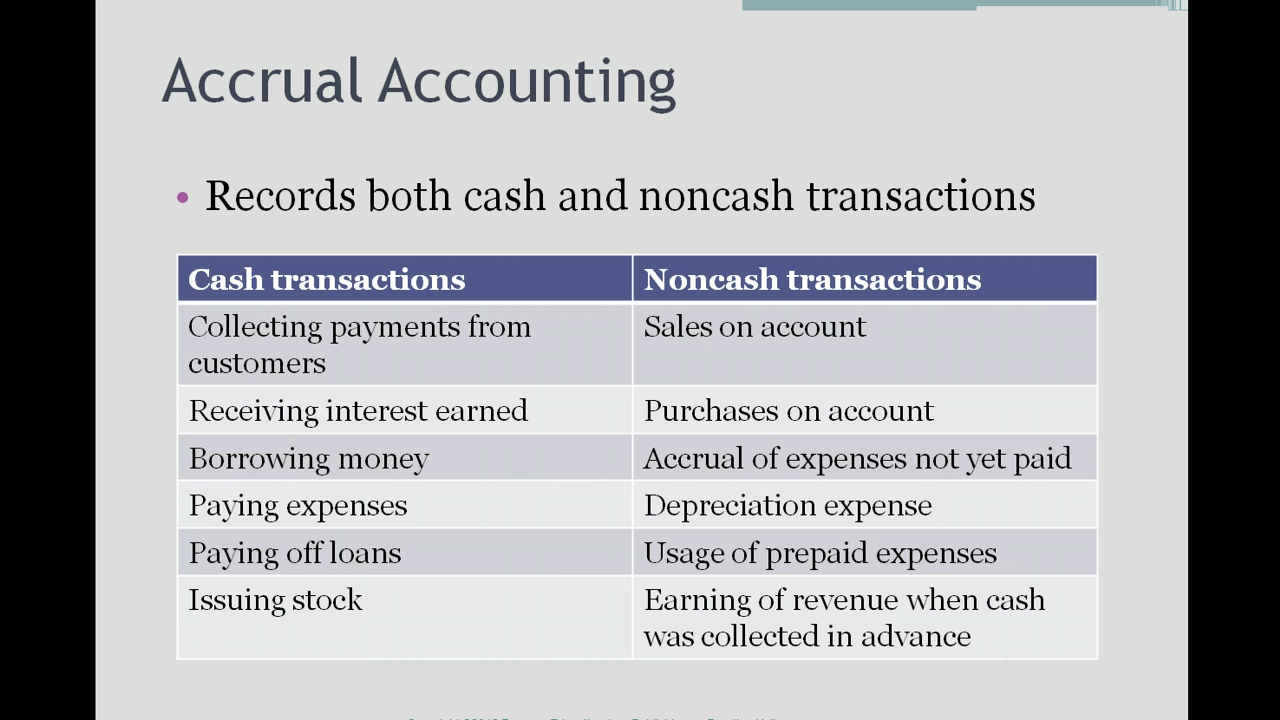 Accrual Accounting
• Records both cash and noncash transactions
Cash transactions
Noncash transactions
Collecting payments from
customers
Sales on account
Receiving interest earned
Purchases on account
Borrowing money
Accrual of expenses not yet paid
Paying expenses
Depreciation expense
Paying off loans
Usage of prepaid expenses
Issuing stock
Earning of revenue when cash
was collected in advance